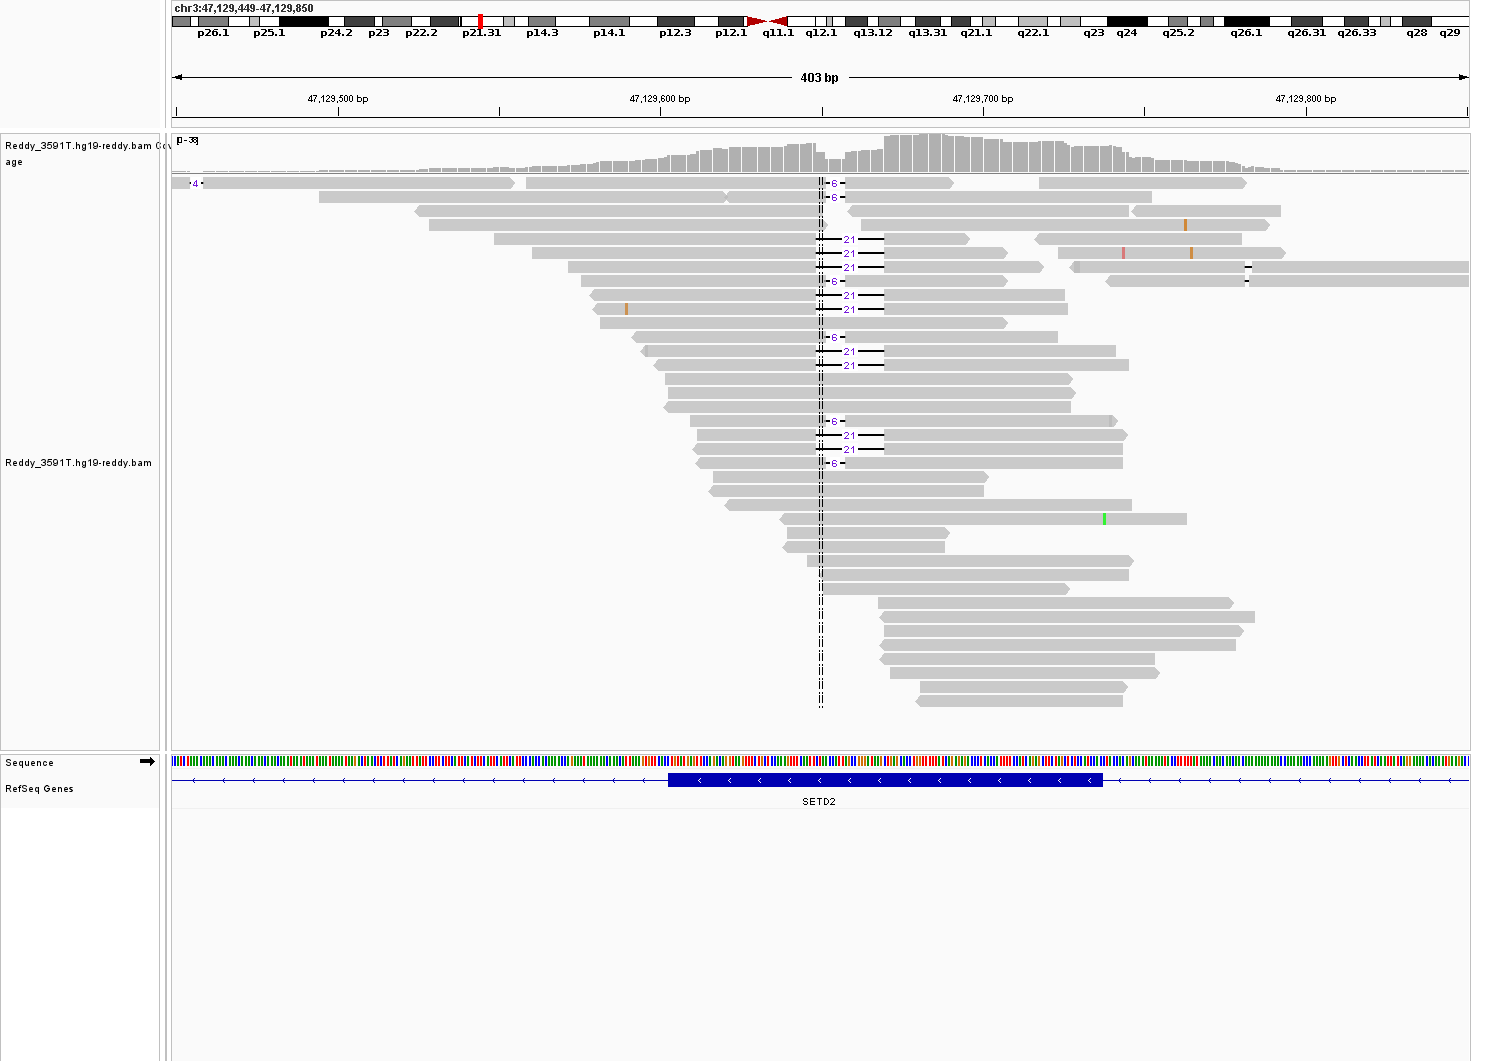 chr3:47,129,449-47,129,850
p26.1 p25.1 p24.2 p23 p22.2 p21.31 p14.3 p14.1 p12.3 p12.1 q11.1 q12.1 q13.12 q13.31 q21.1 q22.1 q23 q24 q25.2 q26.1 q26.31 q26.33 q28 q29
403 bp
47,129,500 bp 47,129,600 bp 47,129,700 bp 47,129,800 bp
[0-38]
Reddy_3591T.hg19-reddy.bam Cov
age
4 6
6
21
21
21
6
21
21
6
21
21
6
21
21
6
Reddy_3591T.hg19-reddy.bam
Sequence
RefSeq Genes
SETD2